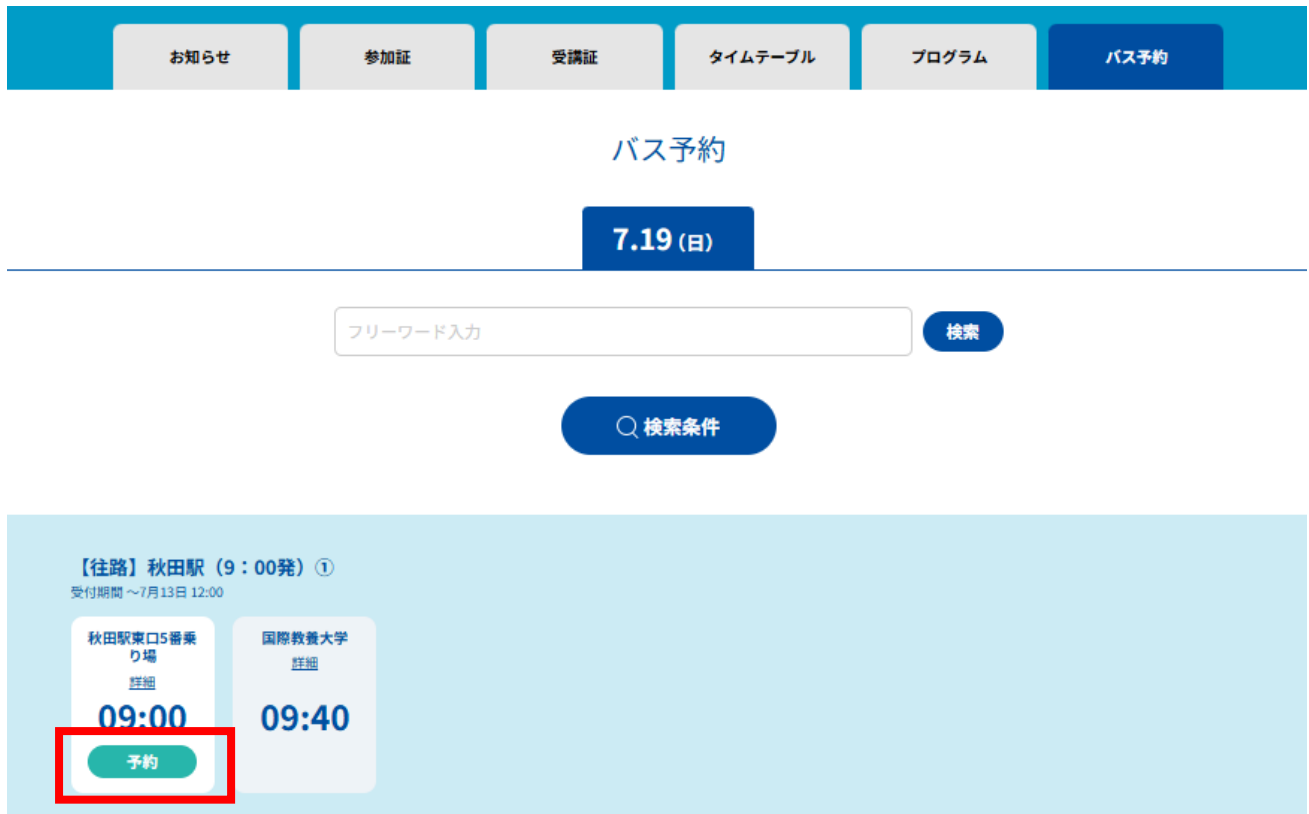 お知らせ
参加証
受講証
タイムテーブル
プログラム
バス予約
バス予約
7.19（日）
フリーワード入力
検索
検索条件
【往路】秋田駅（9：00発）①
受付期間 ～7月13日 12:00
秋田駅東口5番乗
り場
詳細
09:00
予約
国際教養大学
詳細
09:40